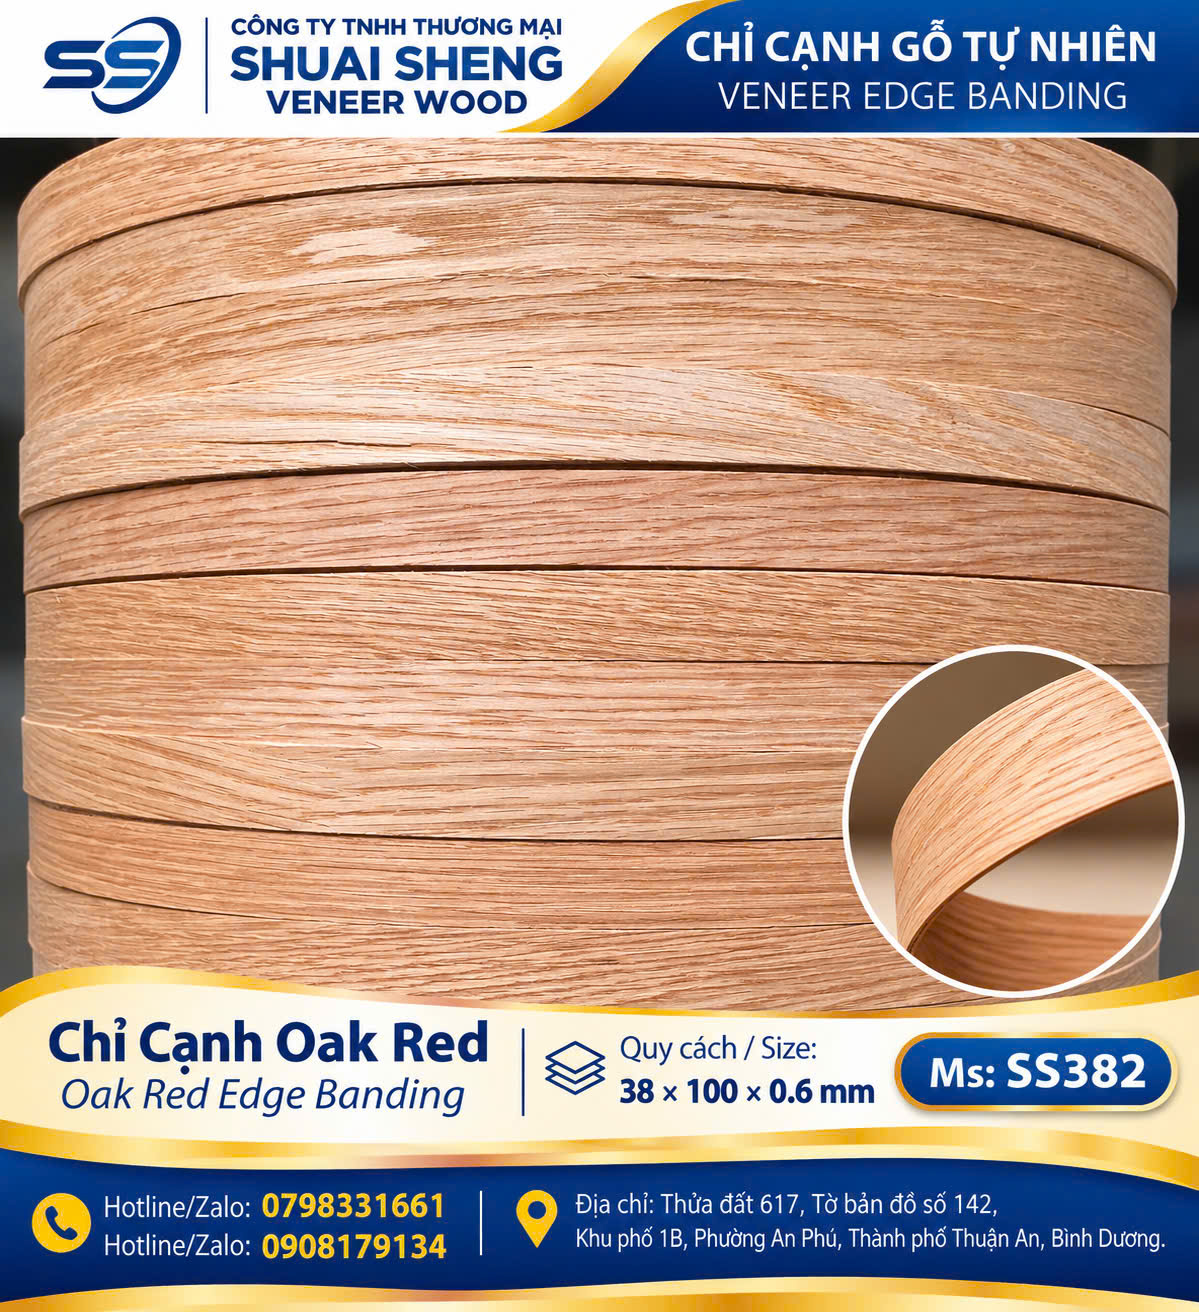 SS
CÔNG TY TNHH THƯƠNG MẠI
SHUAI SHENG
VENEER WOOD
CHỈ CẠNH GỖ TỰ NHIÊN
VENEER EDGE BANDING
Chỉ Cạnh Oak Red
Oak Red Edge Banding
Quy cách / Size:
38 × 100 × 0.6 mm
Ms: SS382
Hotline/Zalo: 0798331661
Hotline/Zalo: 0908179134
Địa chỉ: Thửa đất 617, Tờ bản đồ số 142,
Khu phố 1B, Phường An Phú, Thành phố Thuận An, Bình Dương.